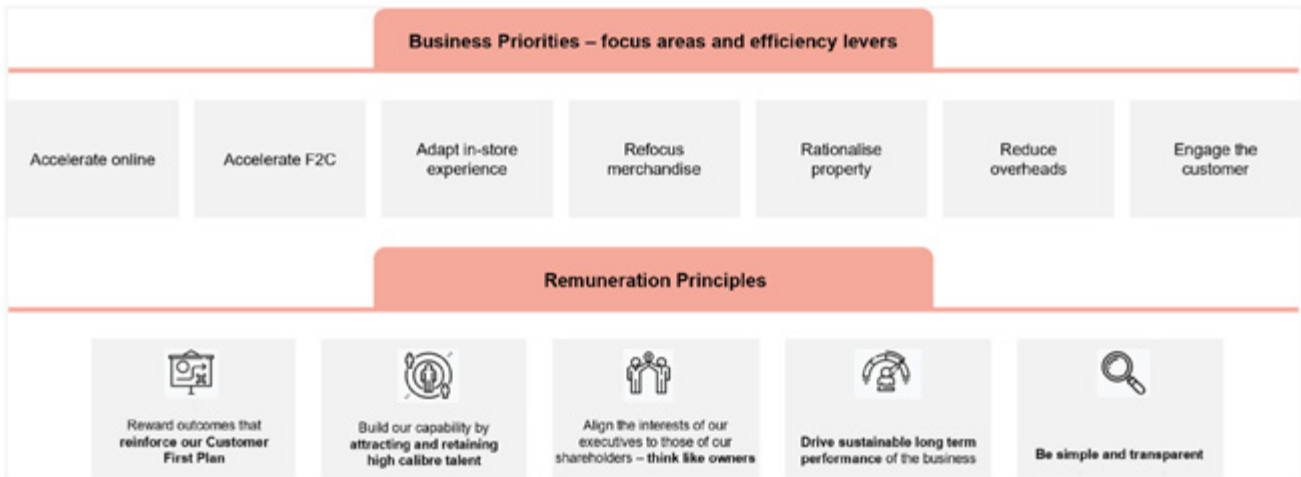 Business Priorities – focus areas and efficiency levers
Accelerate online
Accelerate F2C
Adapt in-store
experience
Refocus
merchandise
Rationalise
property
Reduce
overheads
Engage the
customer
Remuneration Principles
Reward outcomes that
reinforce our Customer
First Plan
Build our capability by
attracting and retaining
high calibre talent
Align the interests of our
executives to those of our
shareholders – think like owners
Drive sustainable long term
performance of the business
Be simple and transparent